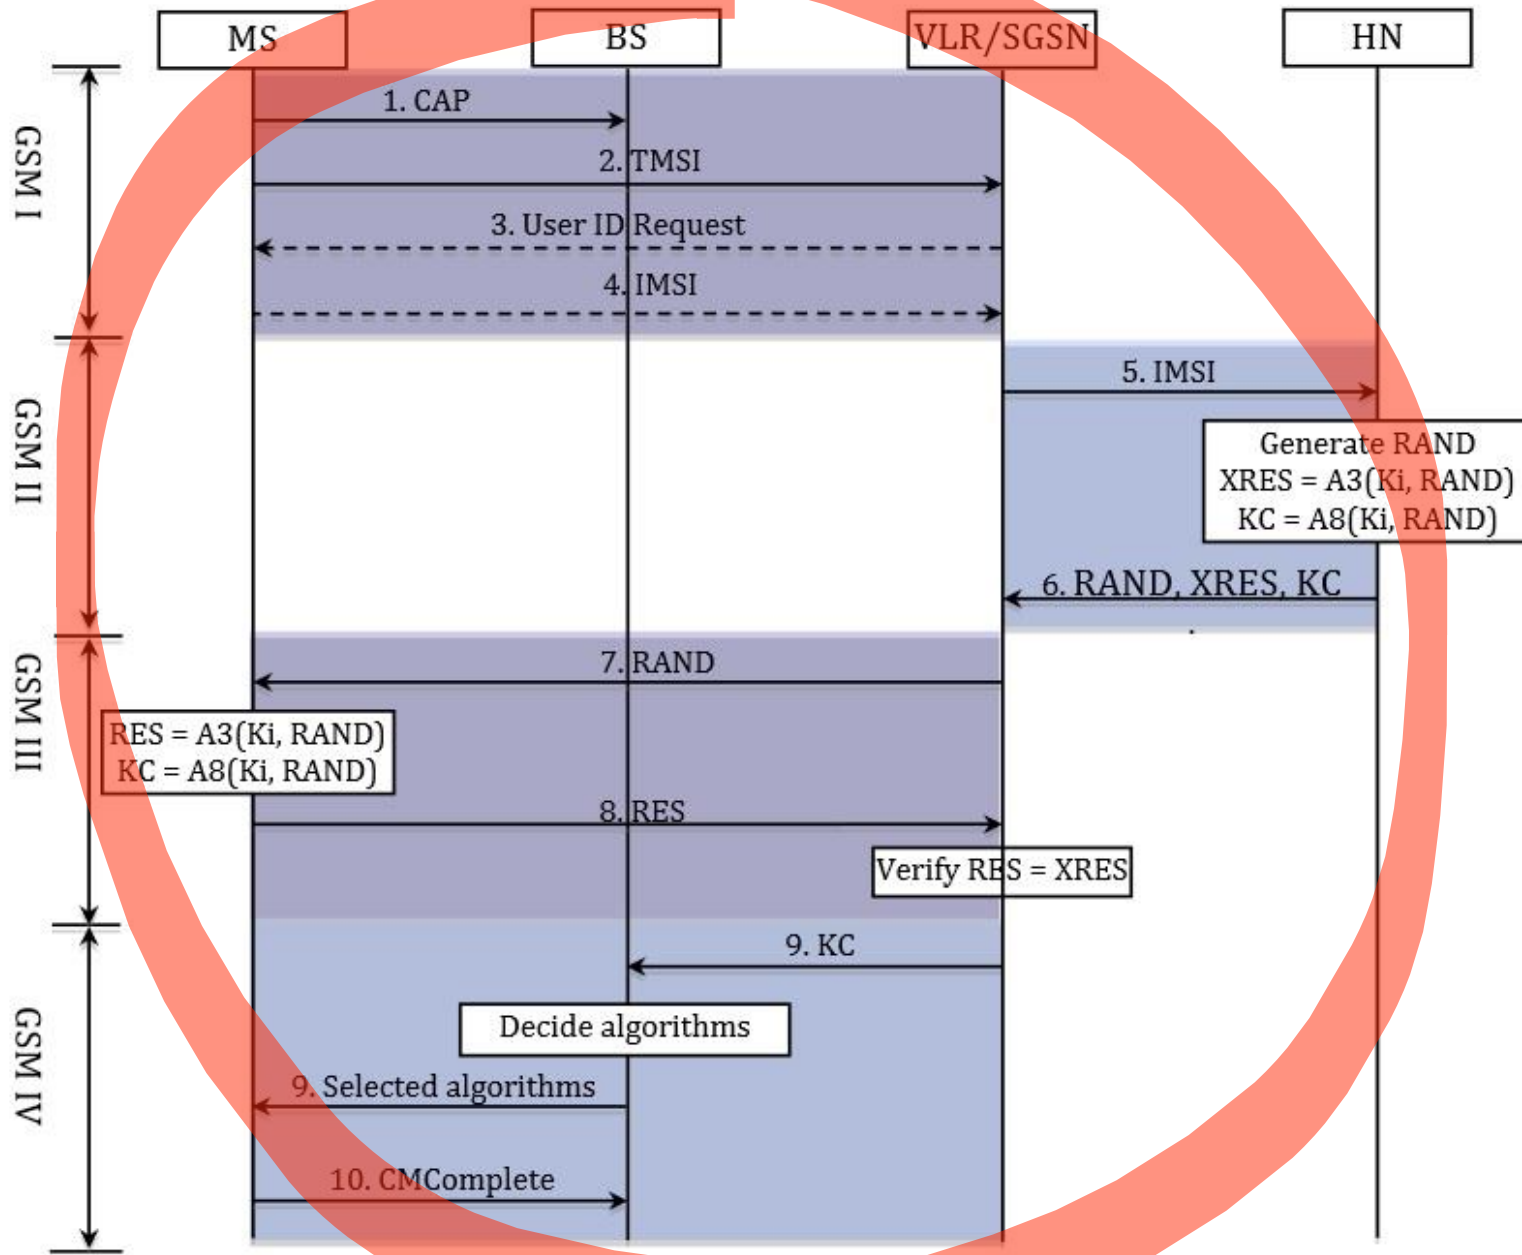 MS
BS
VLR/SGSN
HN
GSM I
1. CAP
2. TMSI
3. User ID Request
4. IMSI
GSM II
5. IMSI
Generate RAND
XRES = A3(Ki, RAND)
KC = A8(Ki, RAND)
6. RAND, XRES, KC
.
GSM III
7. RAND
RES = A3(Ki, RAND)
KC = A8(Ki, RAND)
8. RES
Verify RES = XRES
GSM IV
9. KC
Decide algorithms
9. Selected algorithms
10. CMComplete